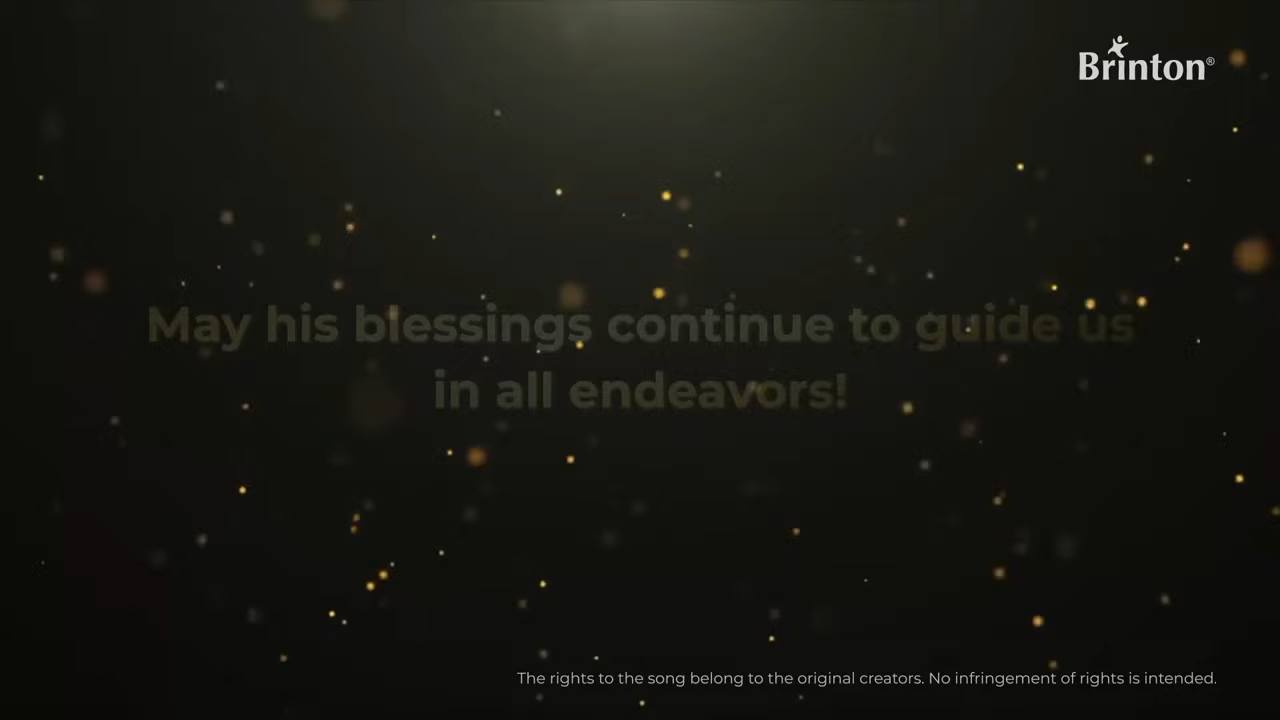 Brinton®
May his blessings continue to guide us
in all endeavors!
The rights to the song belong to the original creators. No infringement of rights is intended.